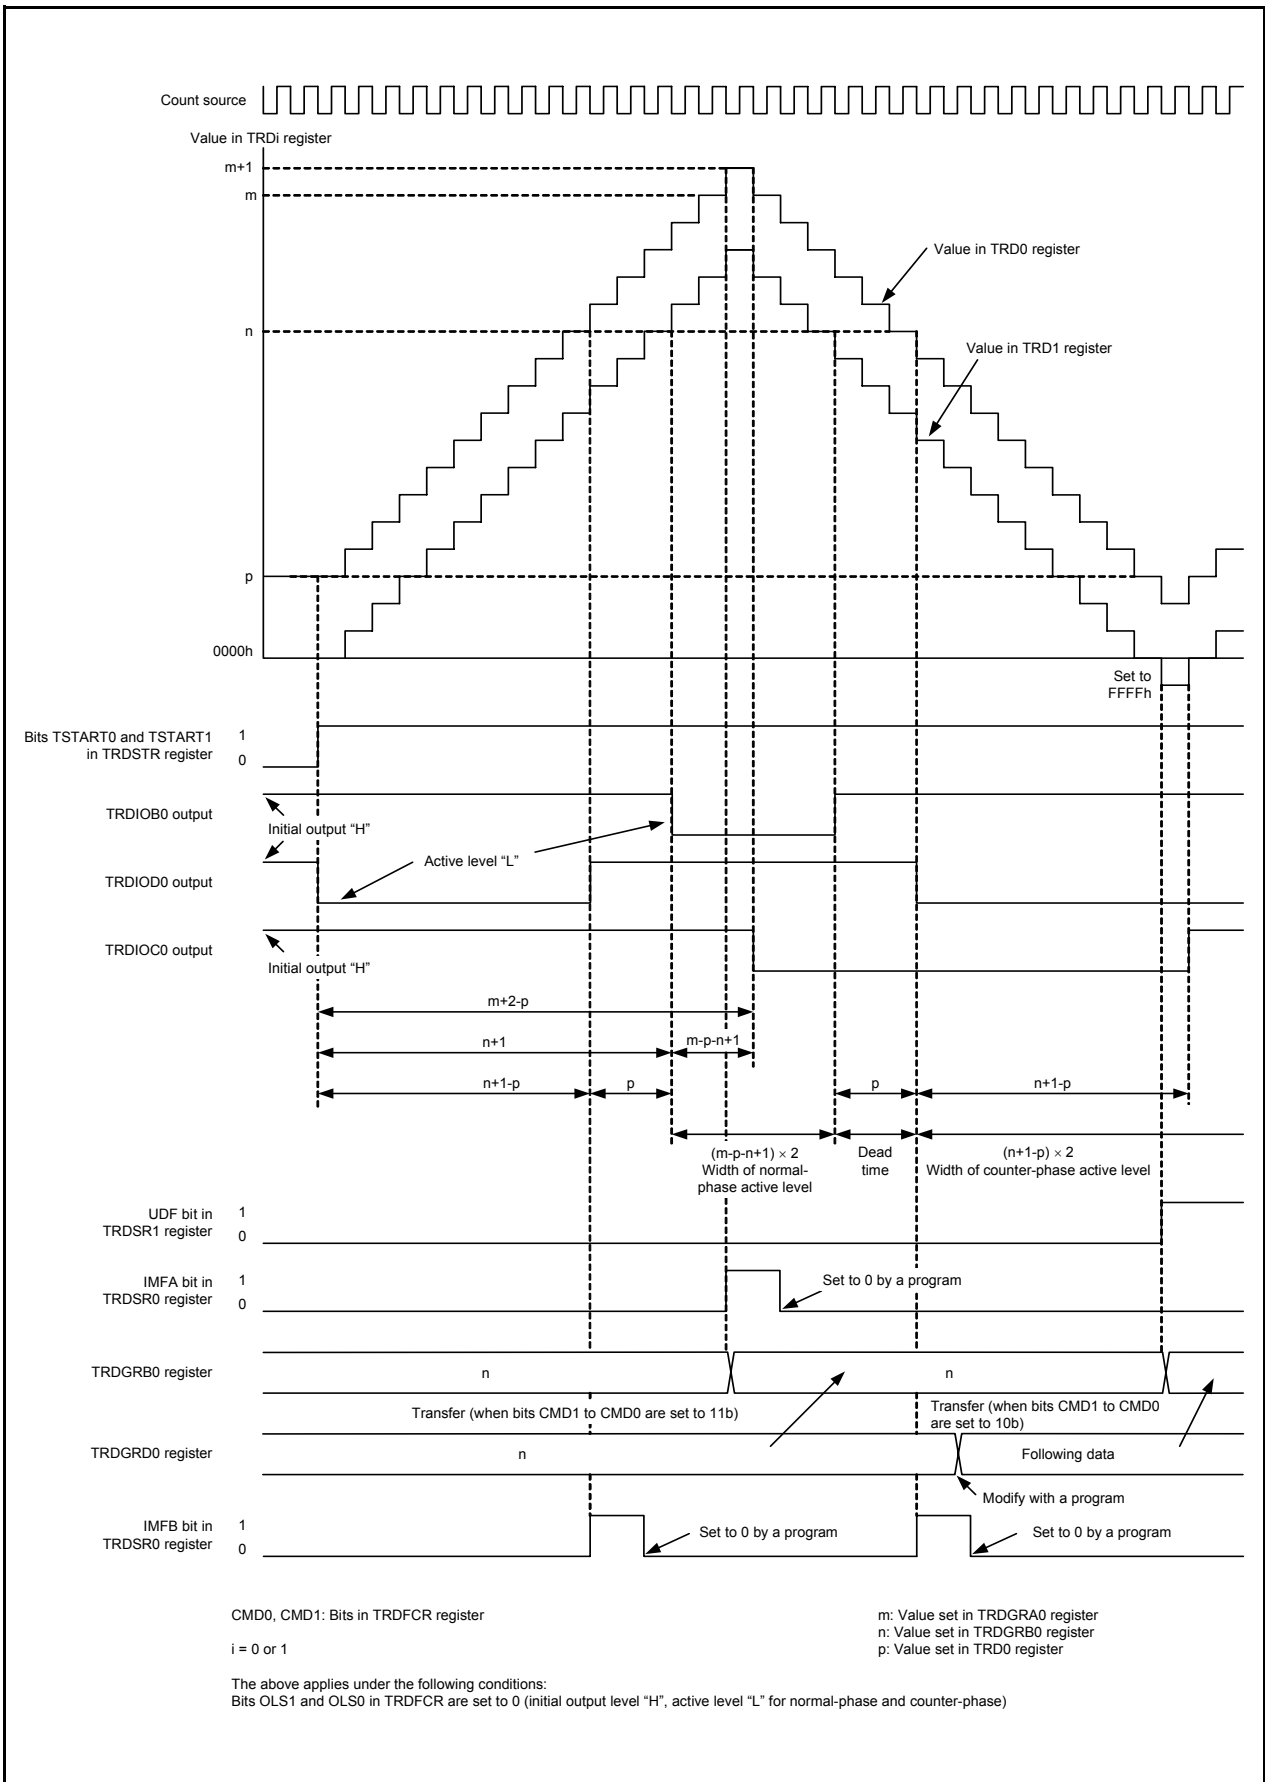 Count source
Value in TRDi register
m+1
m
Value in TRD0 register
n
Value in TRD1 register
p
0000h
Set to
FFFFh
Bits TSTART0 and TSTART1
in TRDSTR register
1
0
TRDIOB0 output
Initial output “H”
Active level “L”
TRDIOD0 output
TRDIOC0 output
Initial output “H”
m+2-p
n+1
m-p-n+1
n+1-p
p
p
n+1-p
(m-p-n+1) × 2
Width of normal-
phase active level
Dead
time
(n+1-p) × 2
Width of counter-phase active level
UDF bit in
TRDSR1 register
1
0
IMFA bit in
TRDSR0 register
1
0
Set to 0 by a program
TRDGRB0 register
n
n
Transfer (when bits CMD1 to CMD0 are set to 11b)
Transfer (when bits CMD1 to CMD0
are set to 10b)
TRDGRD0 register
n
Following data
Modify with a program
IMFB bit in
TRDSR0 register
1
0
Set to 0 by a program
Set to 0 by a program
CMD0, CMD1: Bits in TRDFCR register
i = 0 or 1
m: Value set in TRDGRA0 register
n: Value set in TRDGRB0 register
p: Value set in TRD0 register
The above applies under the following conditions:
Bits OLS1 and OLS0 in TRDFCR are set to 0 (initial output level “H”, active level “L” for normal-phase and counter-phase)